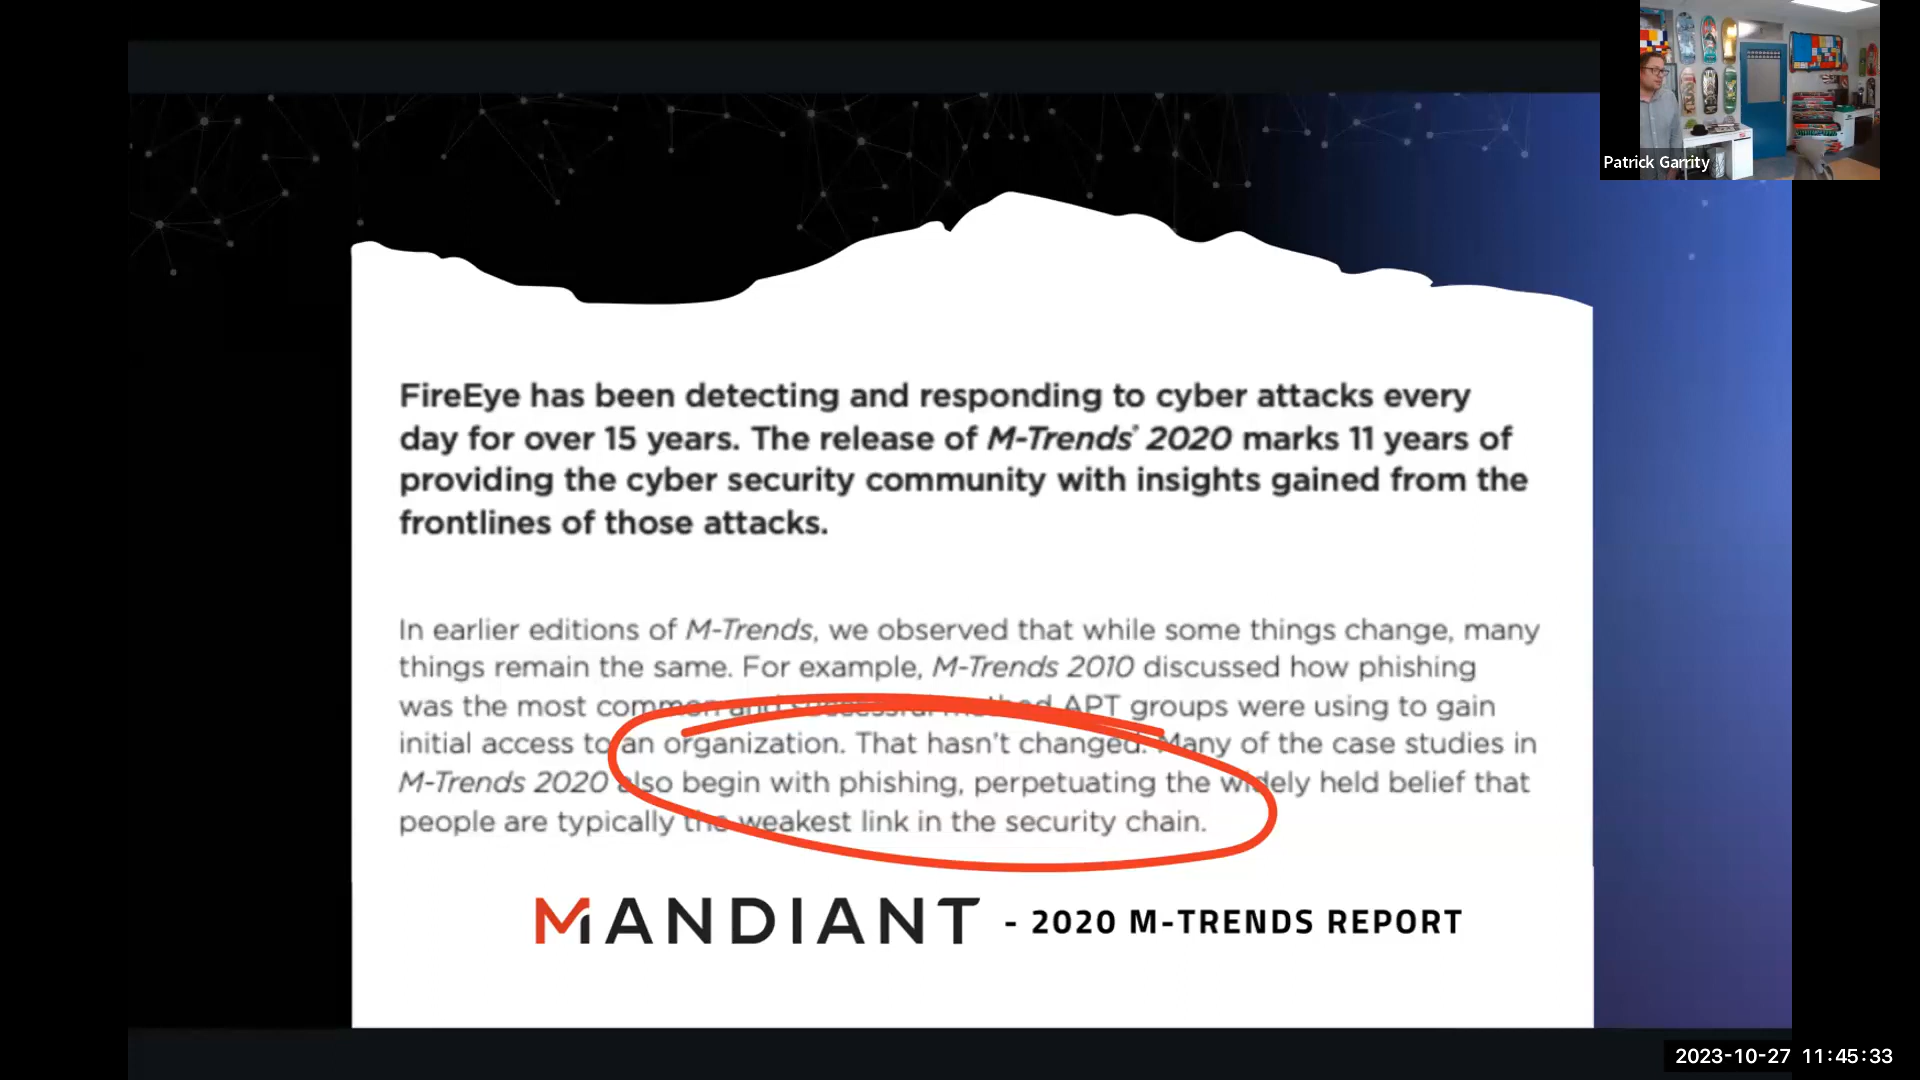 Patrick Garrity
FireEye has been detecting and responding to cyber attacks every
day for over 15 years. The release of M-Trends® 2020 marks 11 years of
providing the cyber security community with insights gained from the
frontlines of those attacks.
In earlier editions of M-Trends, we observed that while some things change, many
things remain the same. For example, M-Trends 2010 discussed how phishing
was the most common and successful method APT groups were using to gain
initial access to an organization. That hasn't changed. Many of the case studies in
M-Trends 2020 also begin with phishing, perpetuating the widely held belief that
people are typically the weakest link in the security chain.
MANDIANT - 2020 M-TRENDS REPORT
2023-10-27 11:45:33